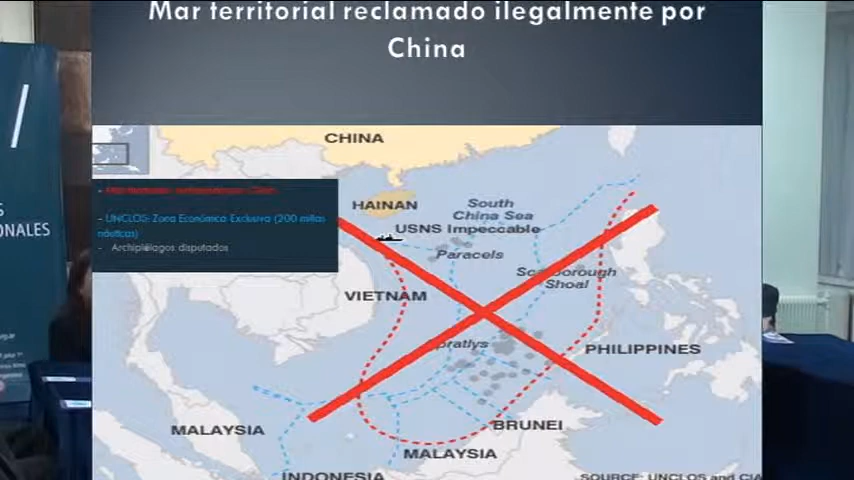 Mar territorial reclamado ilegalmente por
China
CHINA
HAINAN
South
China Sea
USNS Impeccable
- UNCLOS: Zona Económica Exclusiva (200 millas
náuticas)
- Archipiélagos disputados
Paracels
Scarborough
Shoal
VIETNAM
Spratlys
PHILIPPINES
MALAYSIA
BRUNEI
MALAYSIA
INDONESIA
SOURCE: UNCLOS and CIA
ONALES